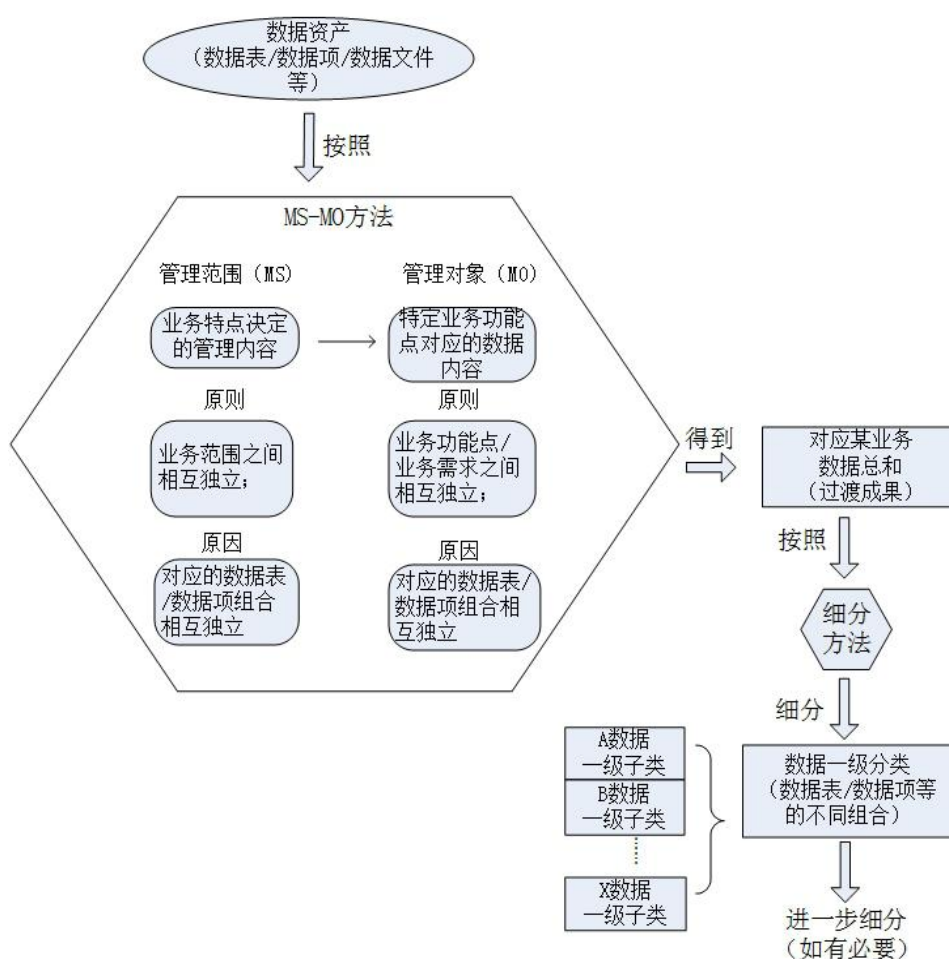 数据资产
(数据表/数据项/数据文件
等)
按照
MS-MO方法
管理范围 (MS)
管理对象 (MO)
业务特点决定
的管理内容
特定业务功能
点对应的数据
内容
原则
原则
业务范围之间
相互独立；
业务功能点/
业务需求之间
相互独立；
原因
原因
对应的数据表
/数据项组合
相互独立
对应的数据表/
数据项组合相
互独立
得到
对应某业务
数据总和
(过渡成果)
按照
细分
方法
细分
数据一级分类
(数据表/数据项等
的不同组合)
A数据
一级子类
B数据
一级子类
X数据
一级子类
进一步细分
(如有必要)